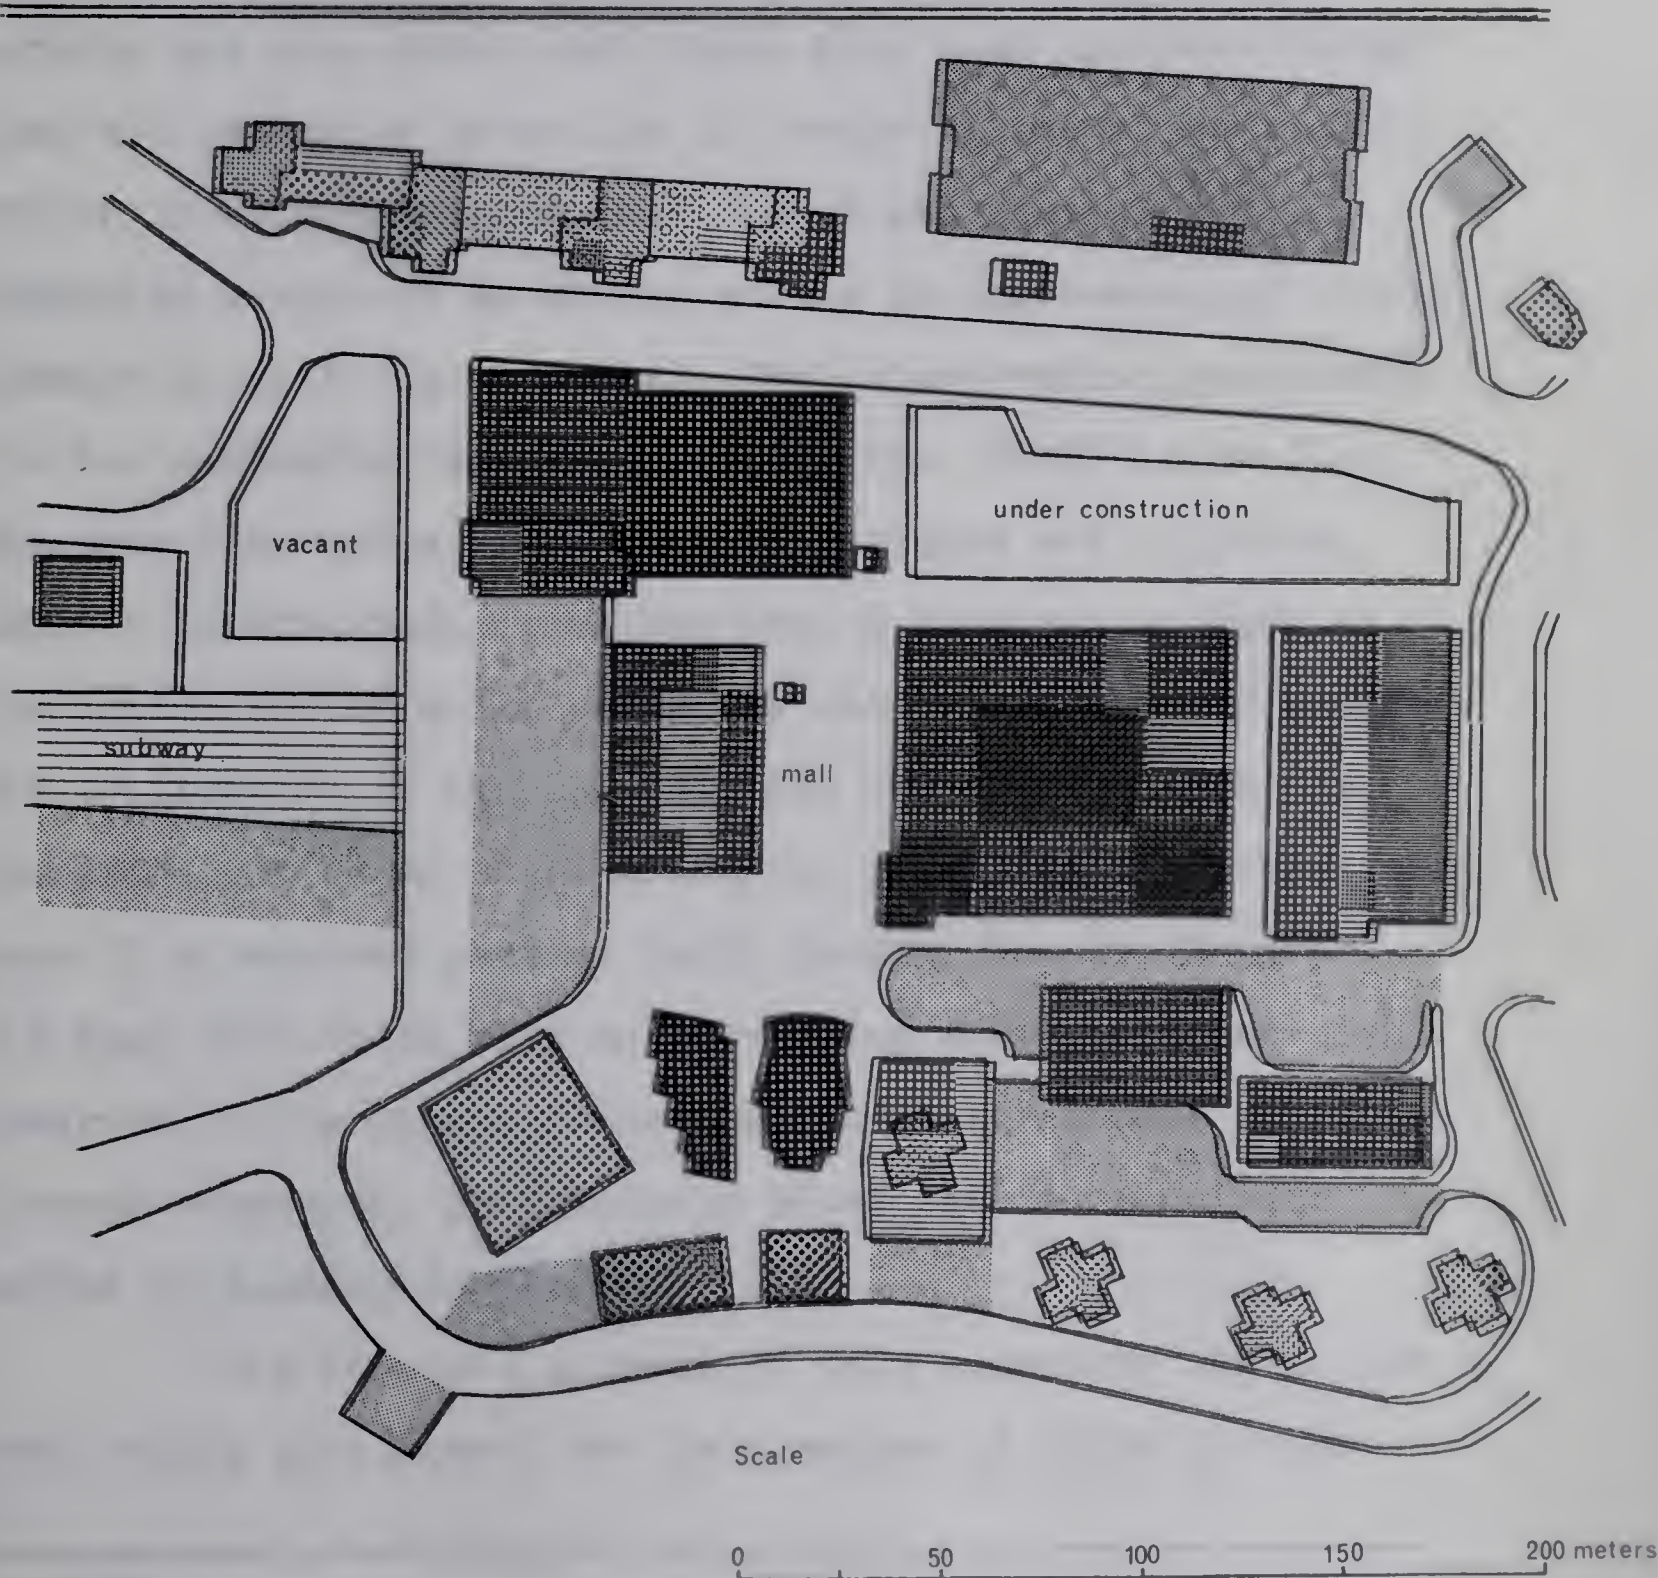 under construction
vacant
subway
mall
Scale
0 50 100 150 200 meters